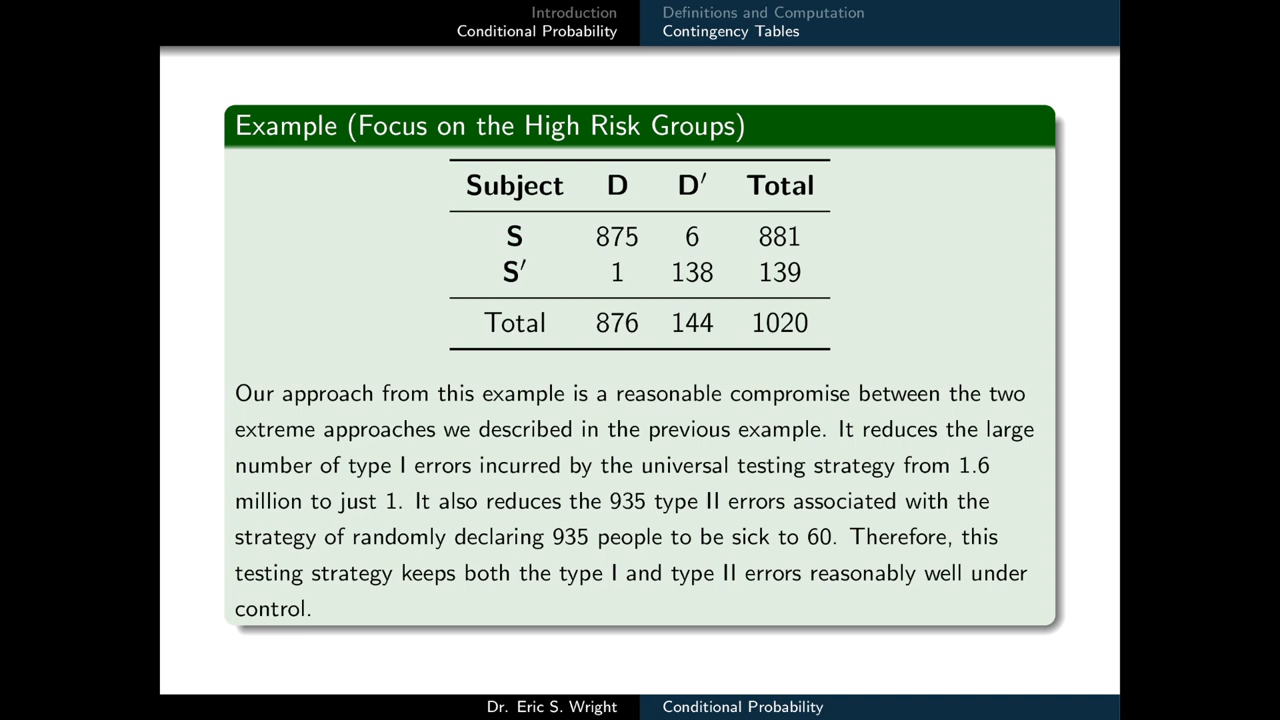 Introduction
Conditional Probability
Definitions and Computation
Contingency Tables
Example (Focus on the High Risk Groups)
Subject D D′ Total
S 875 6 881
S′ 1 138 139
Total 876 144 1020
Our approach from this example is a reasonable compromise between the two
extreme approaches we described in the previous example. It reduces the large
number of type I errors incurred by the universal testing strategy from 1.6
million to just 1. It also reduces the 935 type II errors associated with the
strategy of randomly declaring 935 people to be sick to 60. Therefore, this
testing strategy keeps both the type I and type II errors reasonably well under
control.
Dr. Eric S. Wright
Conditional Probability